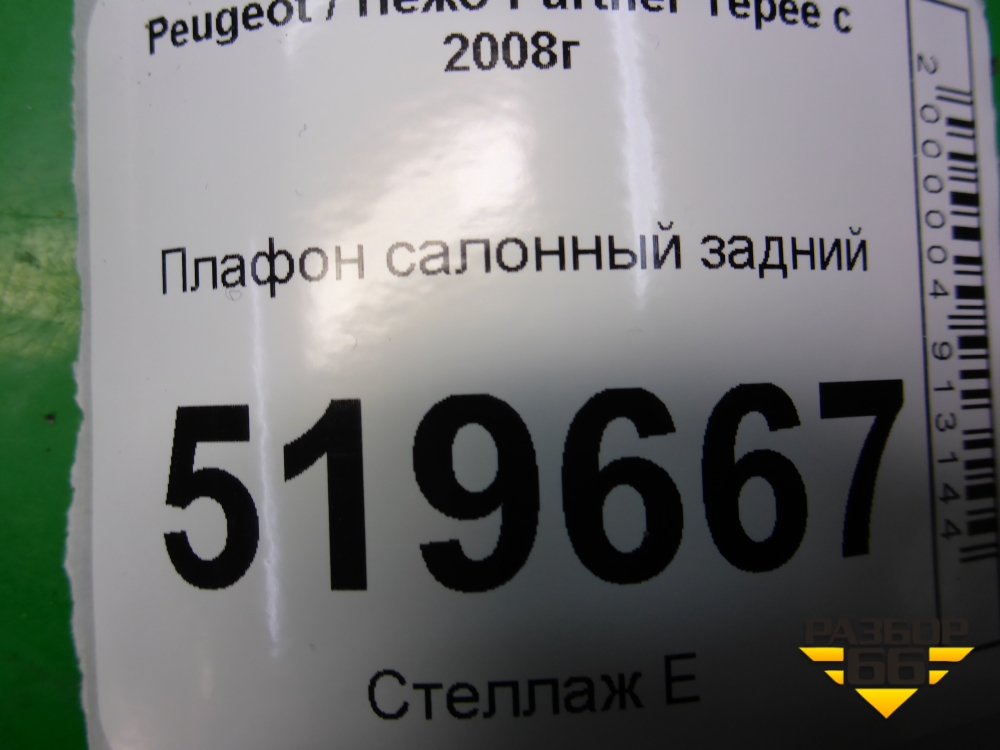 Peugeot / Пежо Partner Tepee с
2008г
Плафон салонный задний
519667
Стеллаж Е
2000004913144
РАЗБОР
66